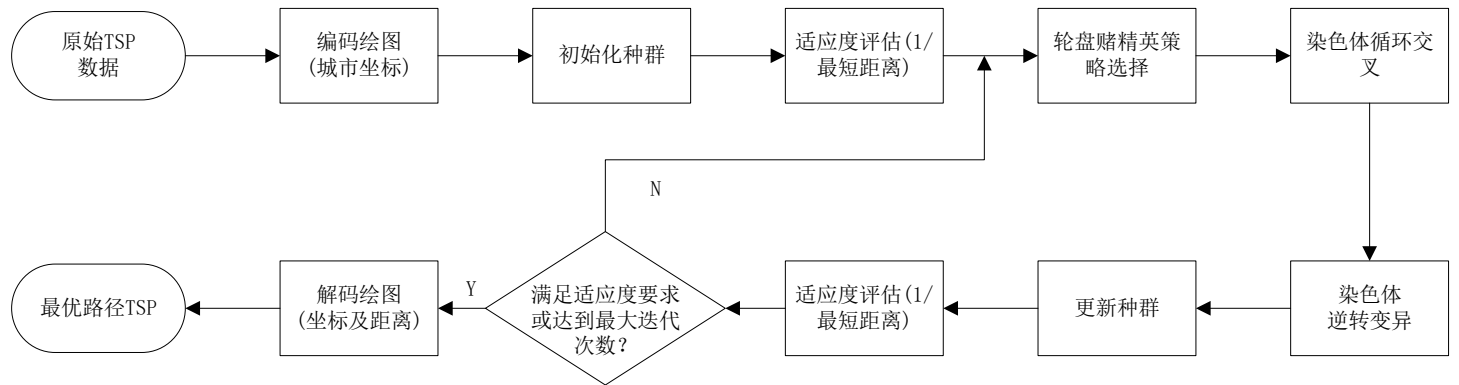 原始TSP
数据
编码绘图
(城市坐标)
初始化种群
适应度评估(1/
最短距离)
轮盘赌精英策
略选择
染色体循环交
叉
N
最优路径TSP
解码绘图
(坐标及距离)
Y
满足适应度要求
或达到最大迭代
次数?
适应度评估(1/
最短距离)
更新种群
染色体
逆转变异